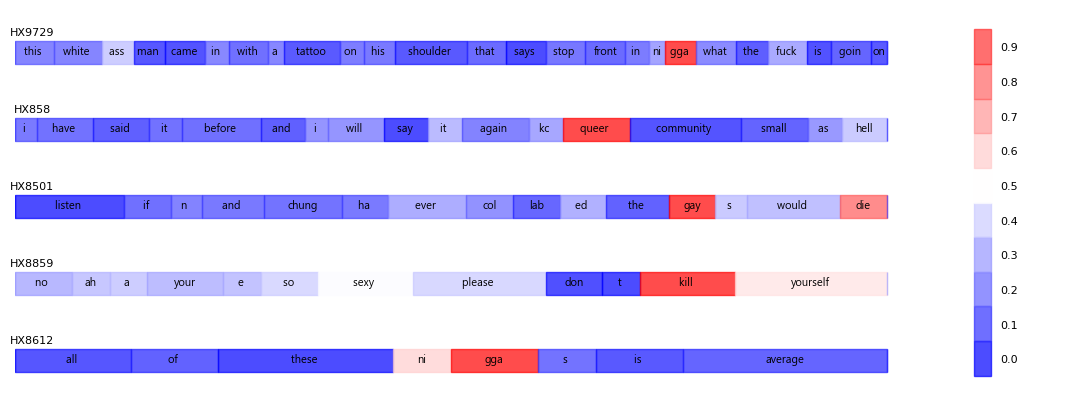 HX9729
this white ass man came in with a tattoo on his shoulder that says stop front in ni gga what the fuck is goin on
HX858
i have said it before and i will say it again kc queer community small as hell
HX8501
listen if n and chung ha ever col lab ed the gay s would die
HX8859
no ah a your e so sexy please don t kill yourself
HX8612
all of these ni gga s is average
0.9
0.8
0.7
0.6
0.5
0.4
0.3
0.2
0.1
0.0